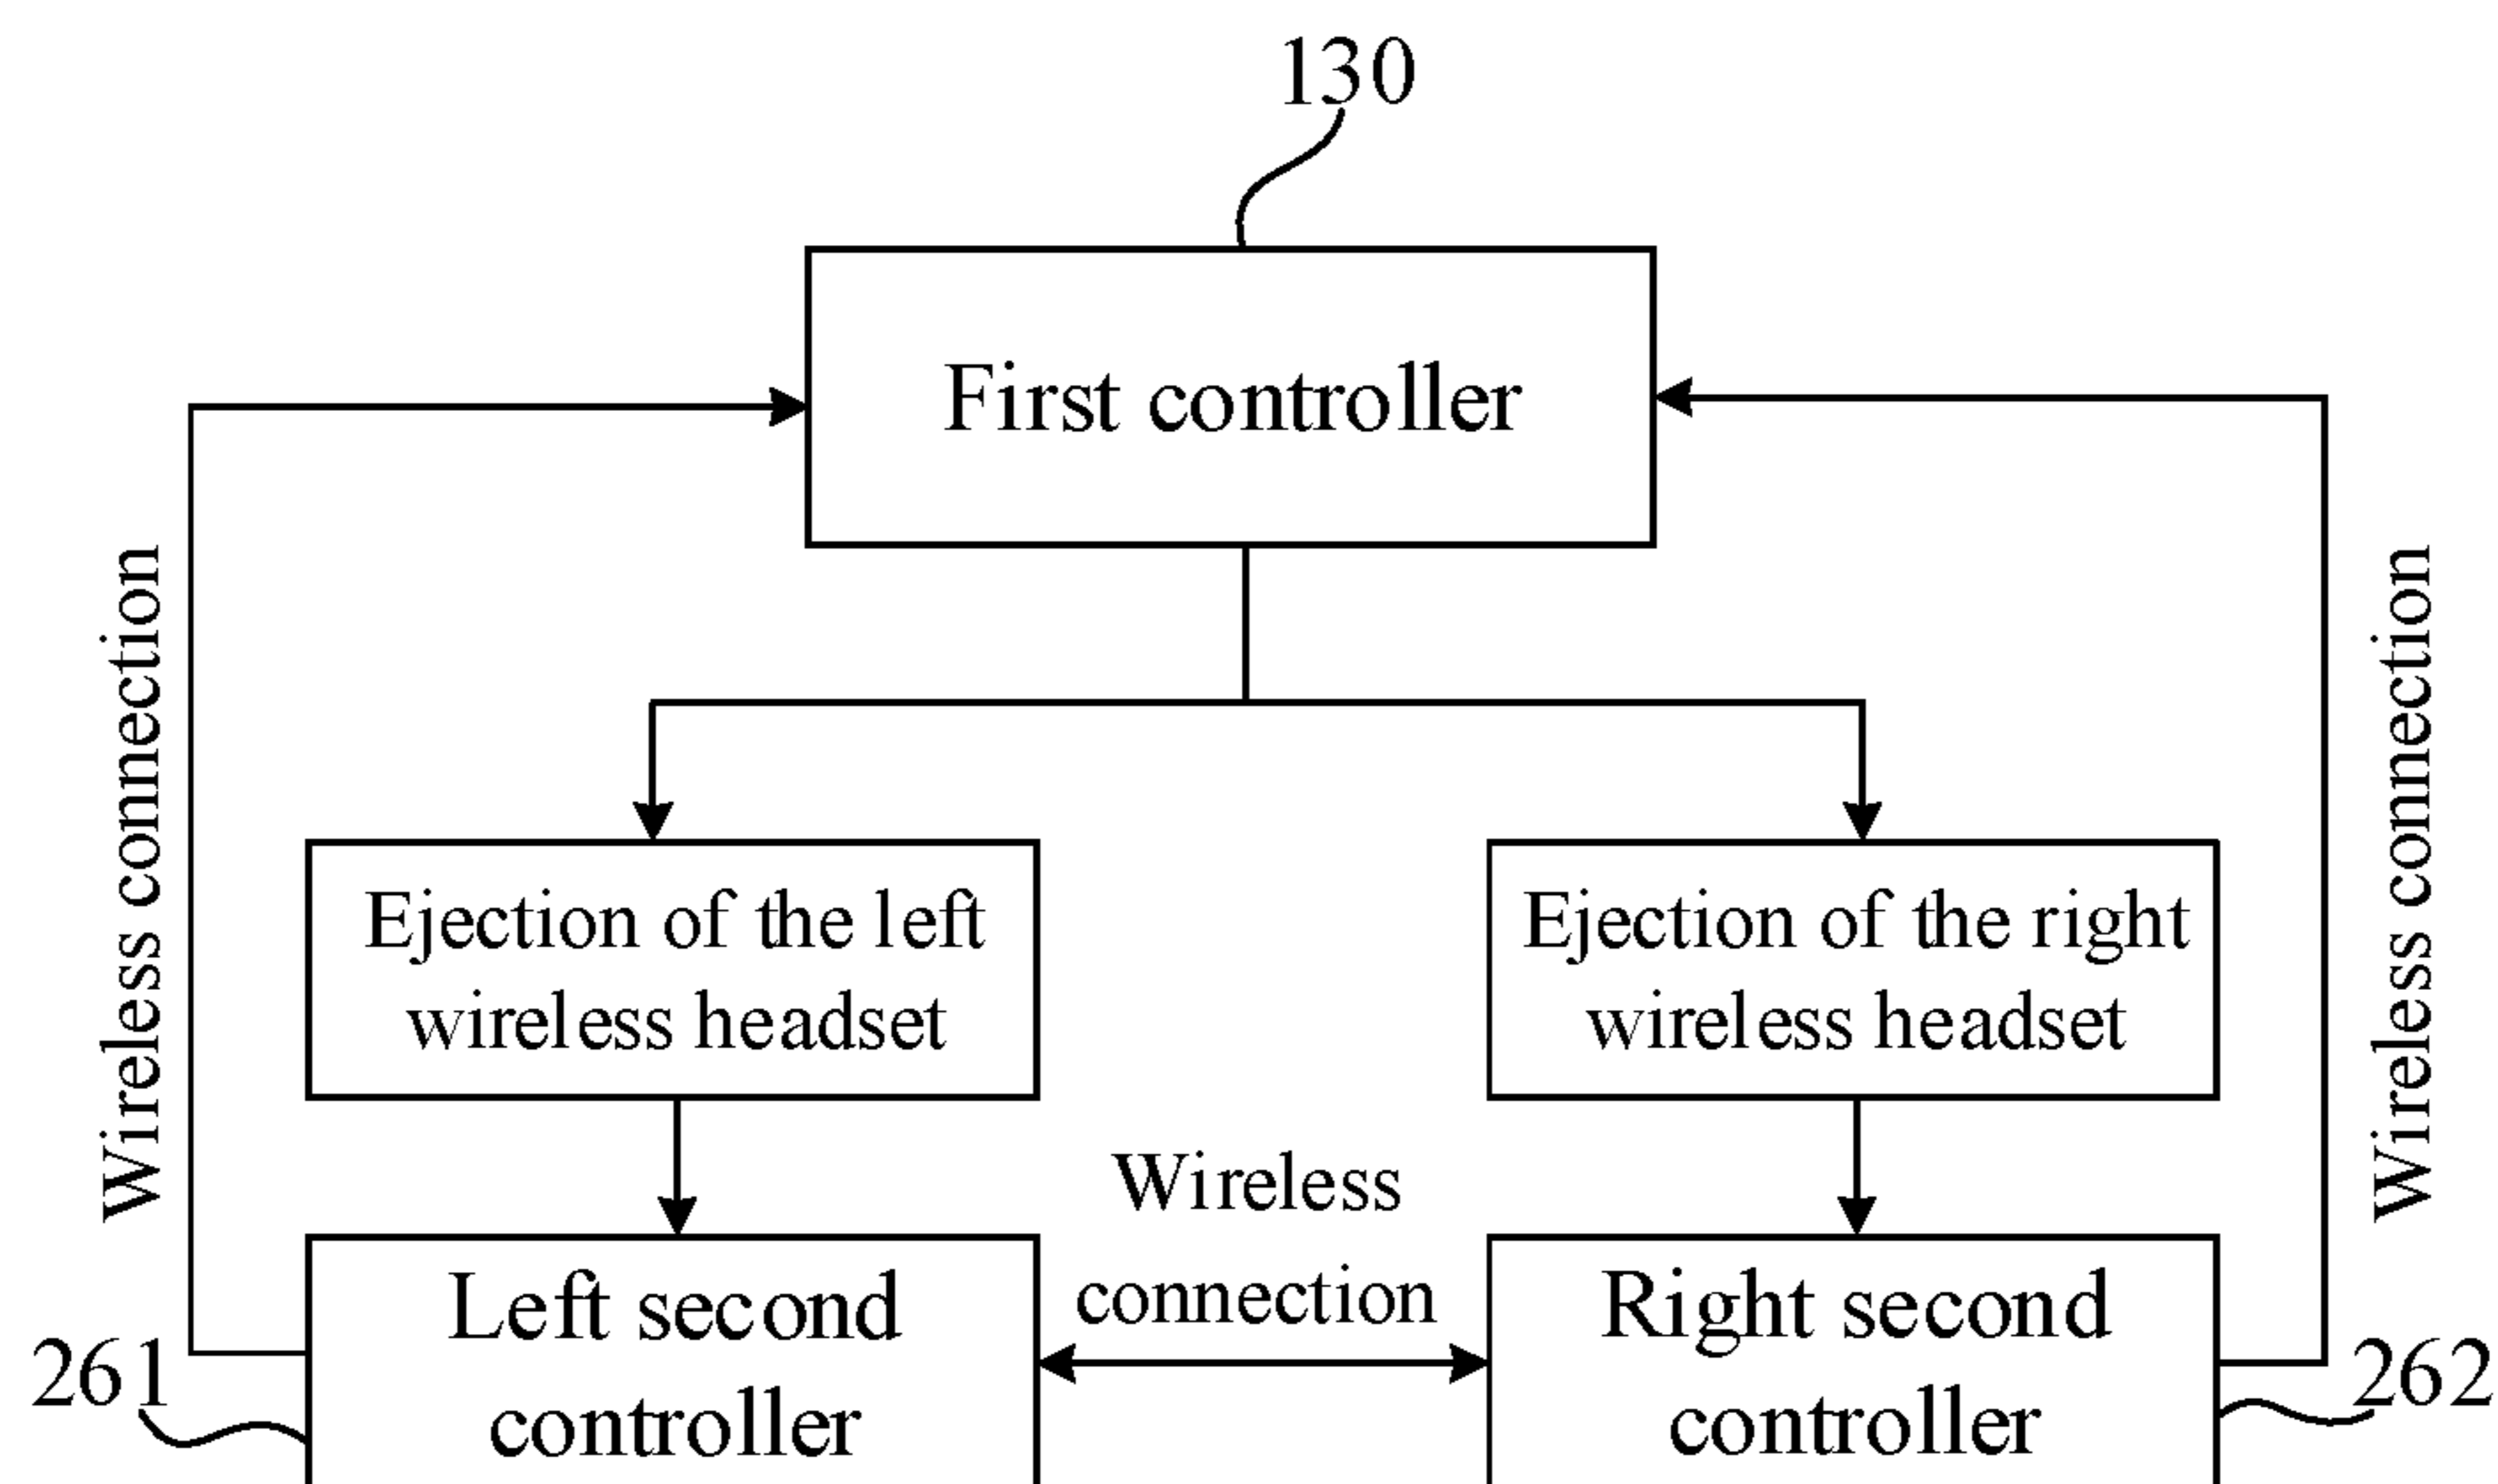 130
First controller
Wireless connection
Wireless connection
Ejection of the left
wireless headset
Ejection of the right
wireless headset
Wireless
connection
Left second
controller
Right second
controller
261
262